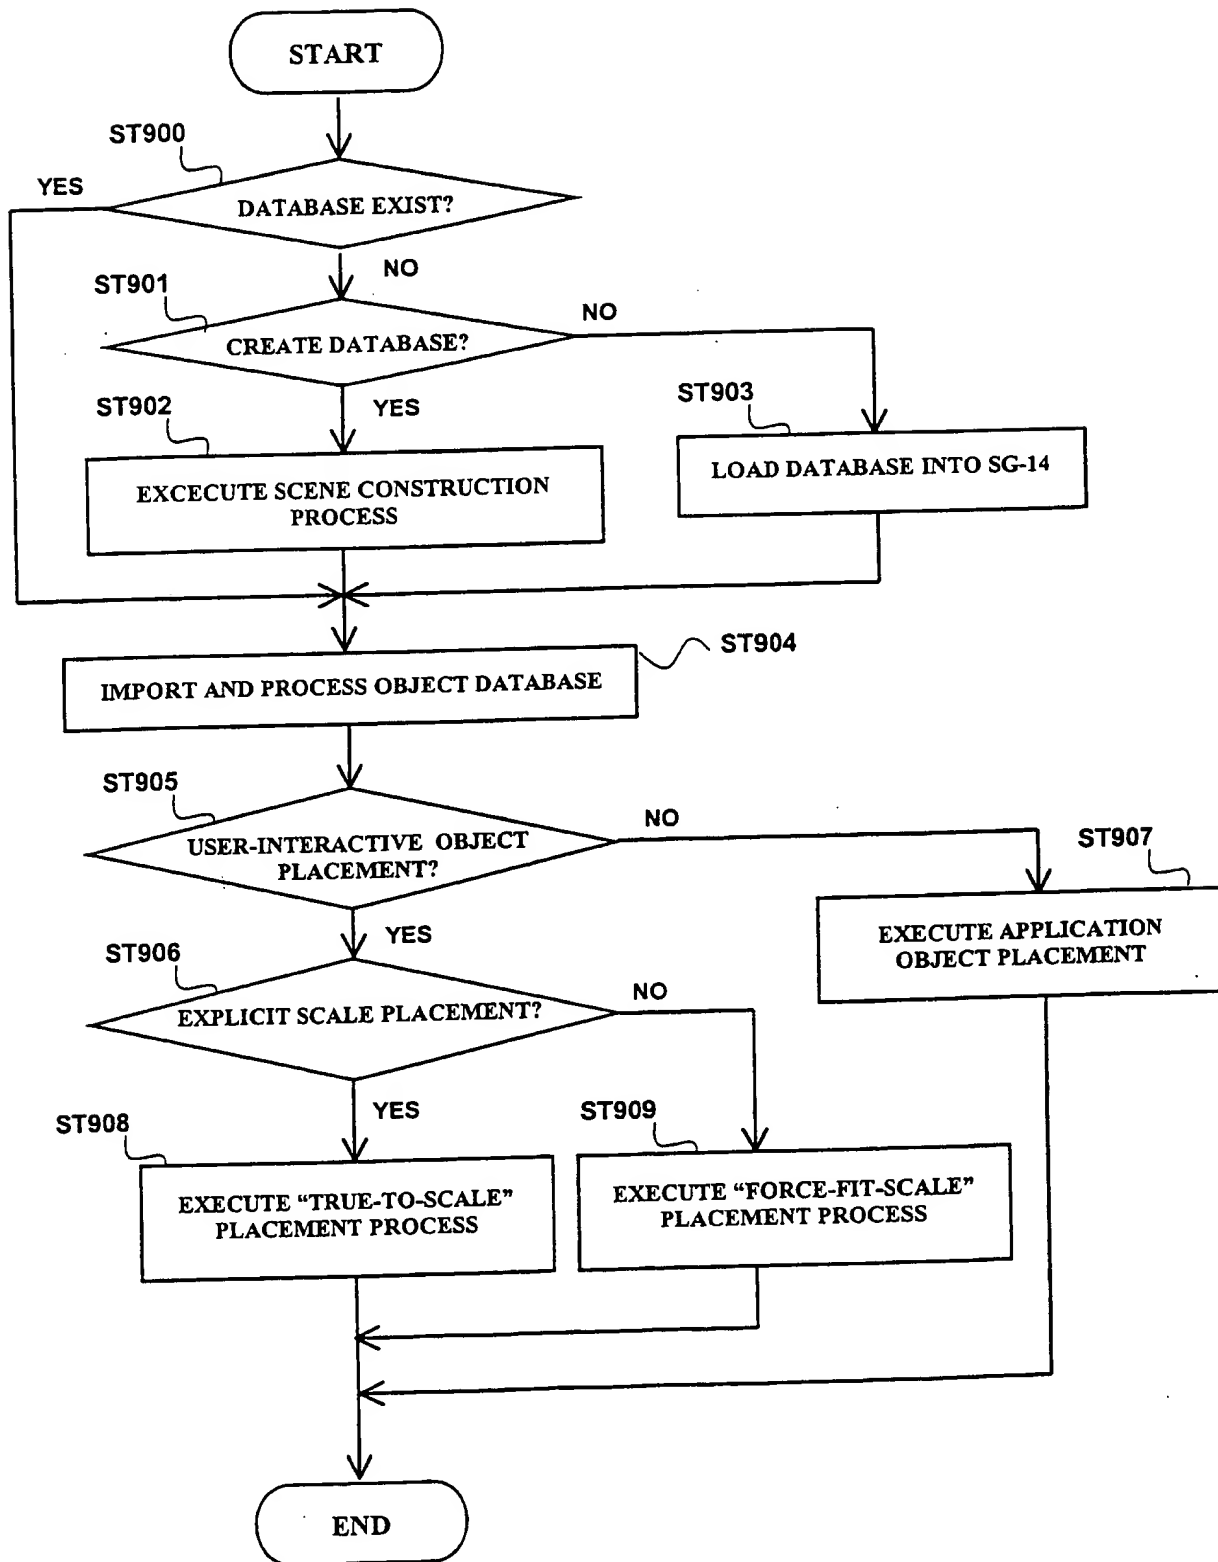 START
ST900
YES
DATABASE EXIST?
NO
ST901
NO
CREATE DATABASE?
YES
ST902
ST903
LOAD DATABASE INTO SG-14
EXCECUTE SCENE CONSTRUCTION
PROCESS
ST904
IMPORT AND PROCESS OBJECT DATABASE
ST905
NO
USER-INTERACTIVE OBJECT
PLACEMENT?
ST907
YES
EXECUTE APPLICATION
OBJECT PLACEMENT
ST906
NO
EXPLICIT SCALE PLACEMENT?
YES
ST908
ST909
EXECUTE “TRUE-TO-SCALE”
PLACEMENT PROCESS
EXECUTE “FORCE-FIT-SCALE”
PLACEMENT PROCESS
END